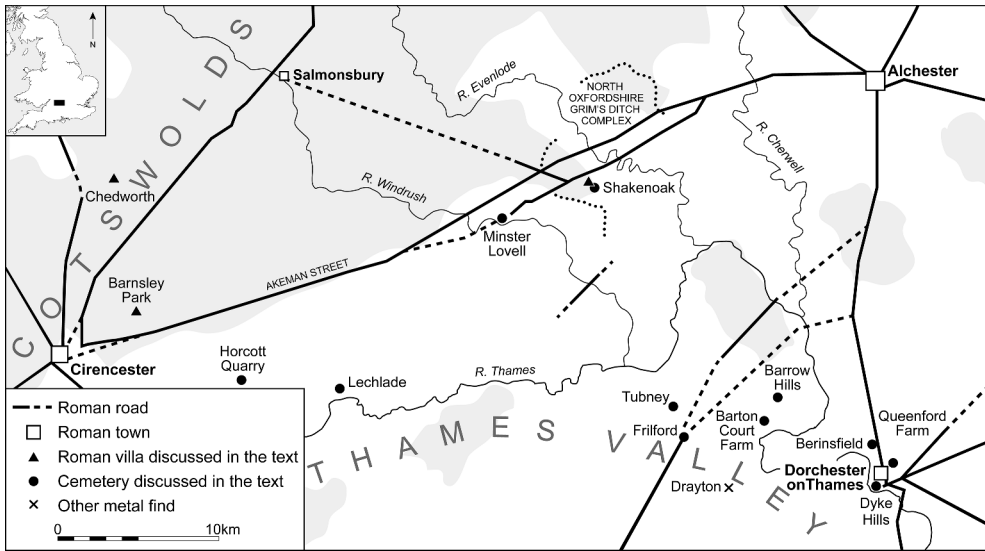 N
COTSWOLDS
Salmonsbury
R. Evenlode
NORTH
OXFORDSHIRE
GRIM'S DITCH
COMPLEX
Alchester
R. Cherwell
Chedworth
R. Windrush
Shakenoak
Minster
Lovell
AKEMAN STREET
Barnsley
Park
Cirencester
Horcott
Quarry
Lechlade
R. Thames
THAMES VALLEY
Tubney
Frilford
Barrow
Hills
Barton
Court
Farm
Queenford
Farm
Berinsfield
Drayton
Dorchester
onThames
Dyke
Hills
Roman road
Roman town
Roman villa discussed in the text
Cemetery discussed in the text
Other metal find
0 10km